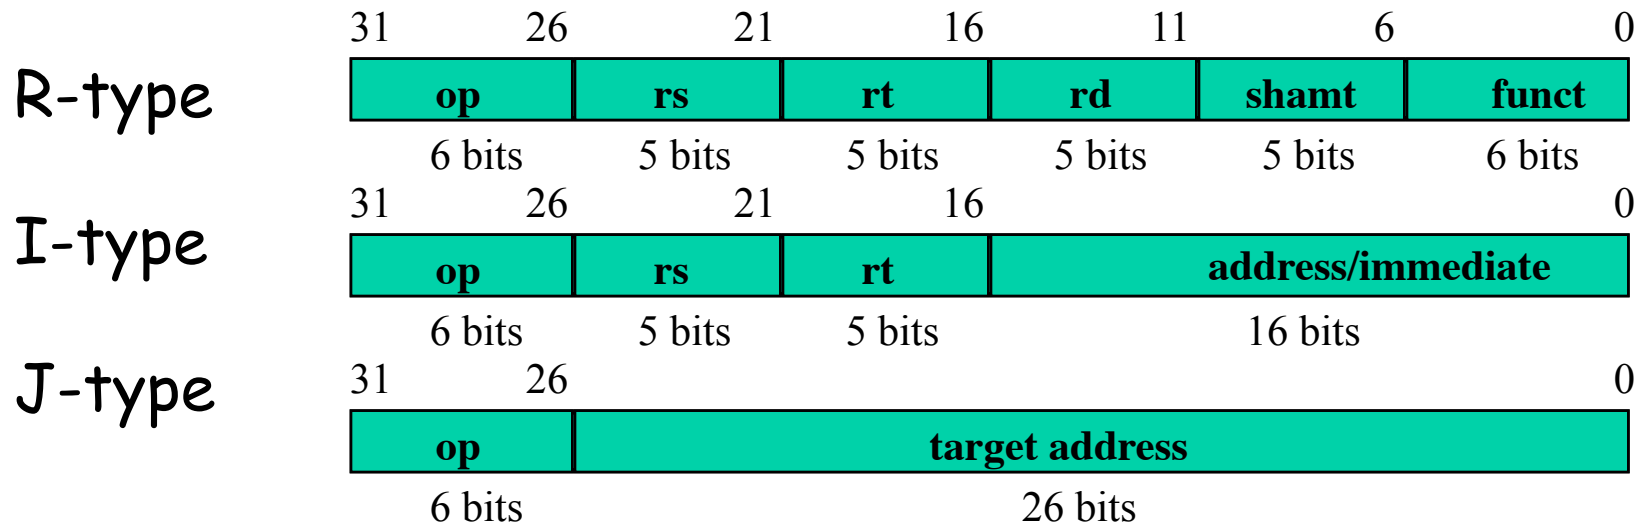 31 26 21 16 11 6 0
R-type op rs rt rd shamt funct
6 bits 5 bits 5 bits 5 bits 5 bits 6 bits
31 26 21 16 0
I-type op rs rt address/immediate
6 bits 5 bits 5 bits 16 bits
31 26 0
J-type op target address
6 bits 26 bits